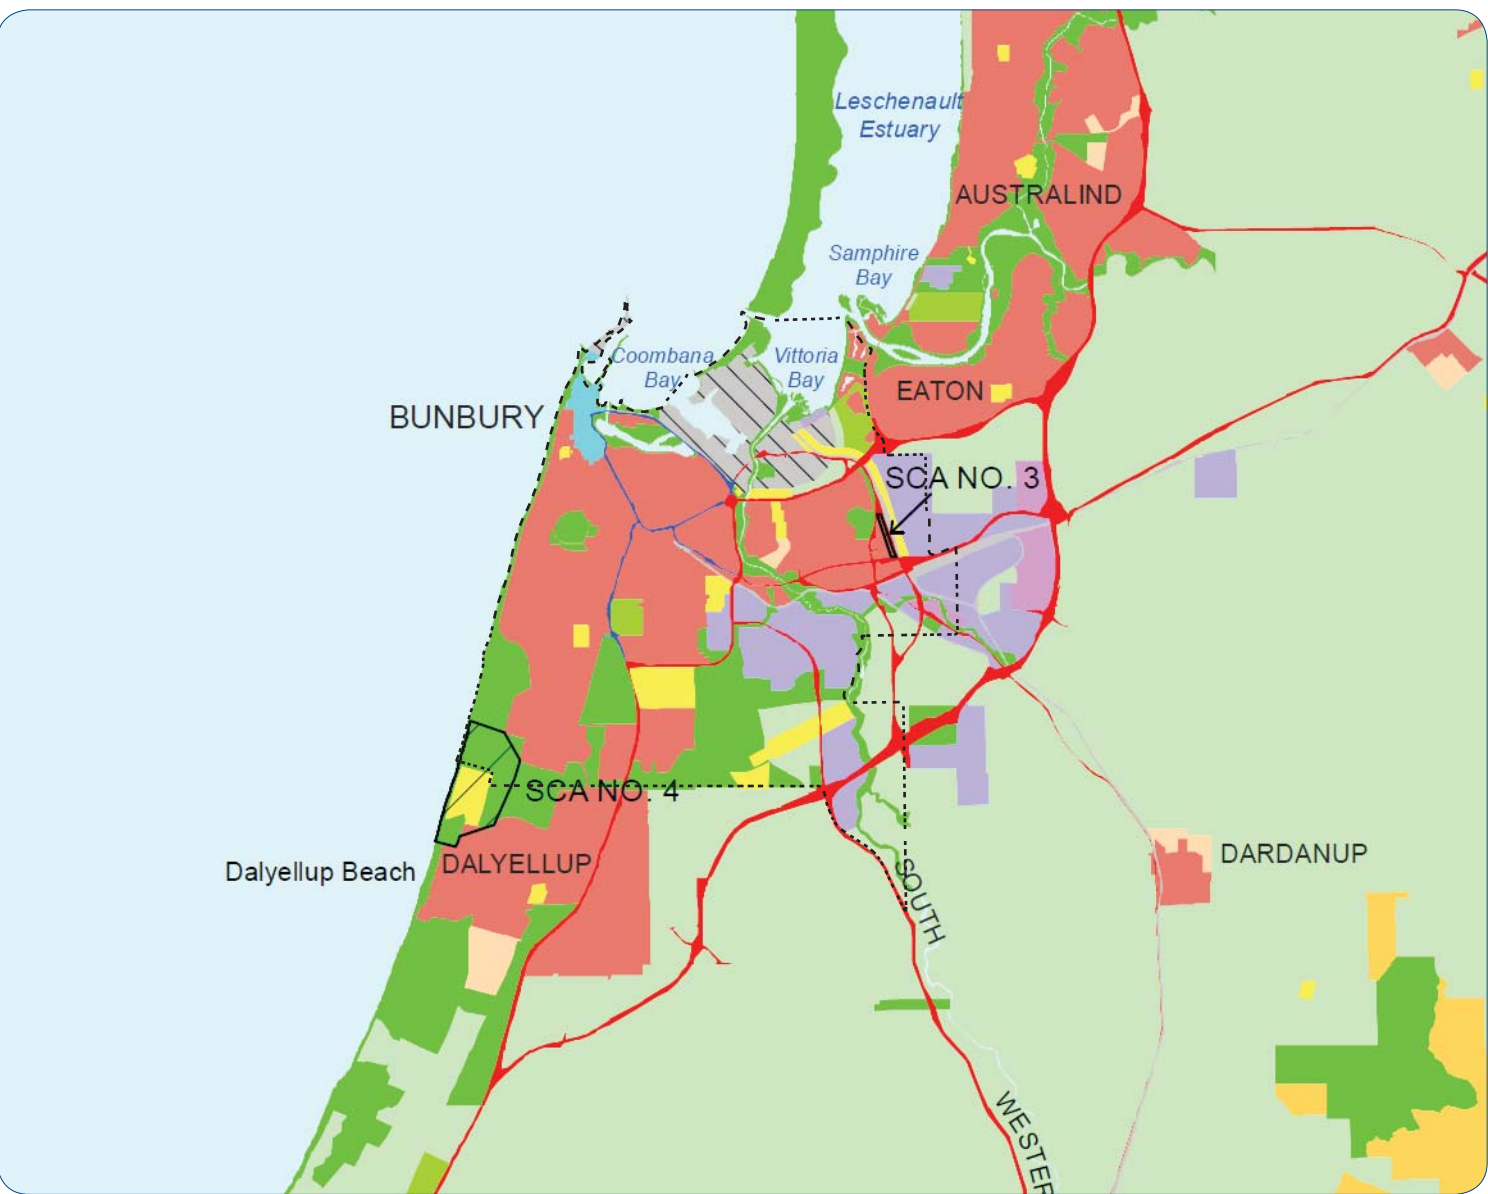 Leschenault
Estuary
AUSTRALIND
Samphire
Bay
Coombana
Bay
Vittoria
Bay
EATON
BUNBURY
SCA NO. 3
SCA NO. 4
Dalyellup Beach
DALYELLUP
DARDANUP
SOUTH
WESTER